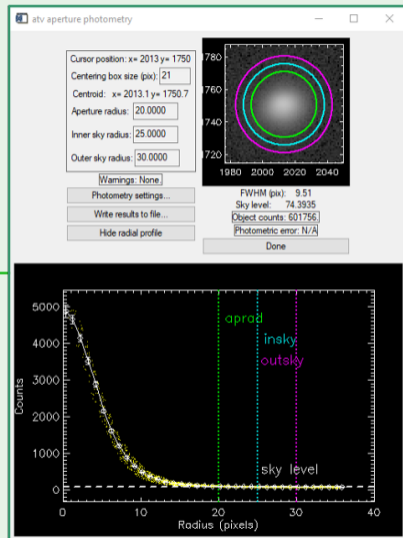 atv aperture photometry
Cursor position: x= 2013 y= 1750
Centering box size (pix): 21
Centroid: x= 2013.1 y= 1750.7
Aperture radius: 20.0000
Inner sky radius: 25.0000
Outer sky radius: 30.0000
Warnings: None.
Photometry settings...
Write results to file...
Hide radial profile
1780
1760
1740
1720
1980 2000 2020 2040
FWHM (pix): 9.51
Sky level: 74.3935
Object counts: 601756.
Photometric error: N/A
Done
5000
4000
3000
2000
1000
0
Counts
aprad
insky
outsky
sky level
0 10 20 30 40
Radius (pixels)